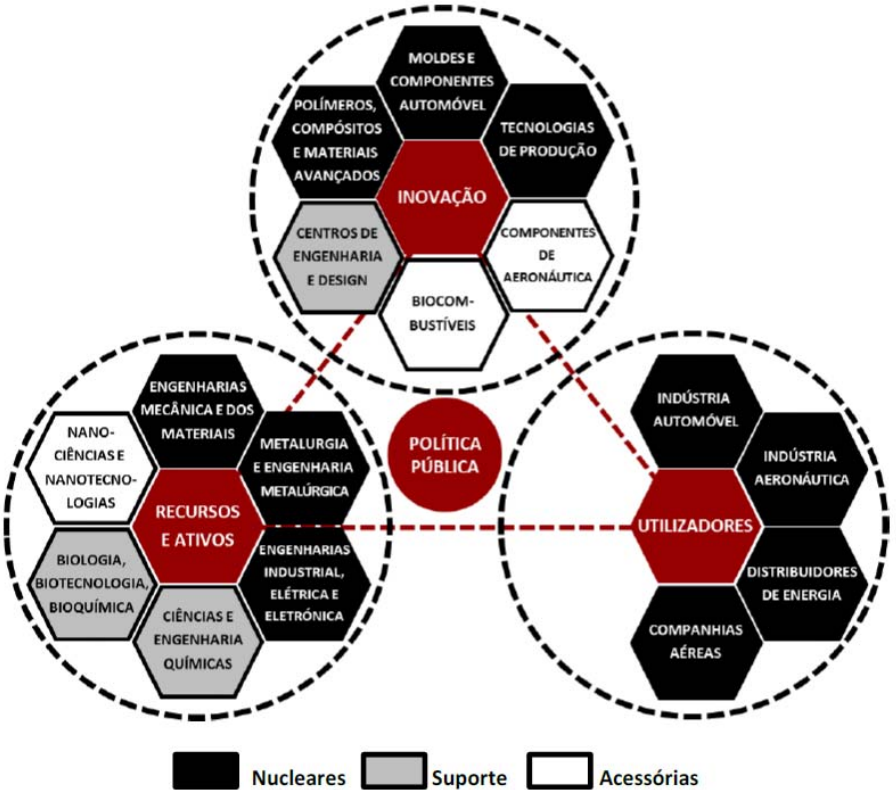 MOLDES E
COMPONENTES
AUTOMÓVEL
POLÍMEROS,
COMPÓSITOS
E MATERIAIS
AVANÇADOS
TECNOLOGIAS
DE PRODUÇÃO
INOVAÇÃO
CENTROS DE
ENGENHARIA
E DESIGN
COMPONENTES
DE
AERONÁUTICA
BIOCOM-
BUSTÍVEIS
POLÍTICA
PÚBLICA
ENGENHARIAS
MECÂNICA E DOS
MATERIAIS
NANO-
CIÊNCIAS E
NANOTECNO-
LOGIAS
METALURGIA
E ENGENHARIA
METALÚRGICA
RECURSOS
E ATIVOS
BIOLOGIA,
BIOTECNOLOGIA,
BIOQUÍMICA
ENGENHARIAS
INDUSTRIAL,
ELÉTRICA E
ELETRÓNICA
CIÊNCIAS E
ENGENHARIA
QUÍMICAS
INDÚSTRIA
AUTOMÓVEL
INDÚSTRIA
AERONÁUTICA
UTILIZADORES
DISTRIBUIDORES
DE ENERGIA
COMPANHIAS
AÉREAS
Nucleares
Suporte
Acessórias